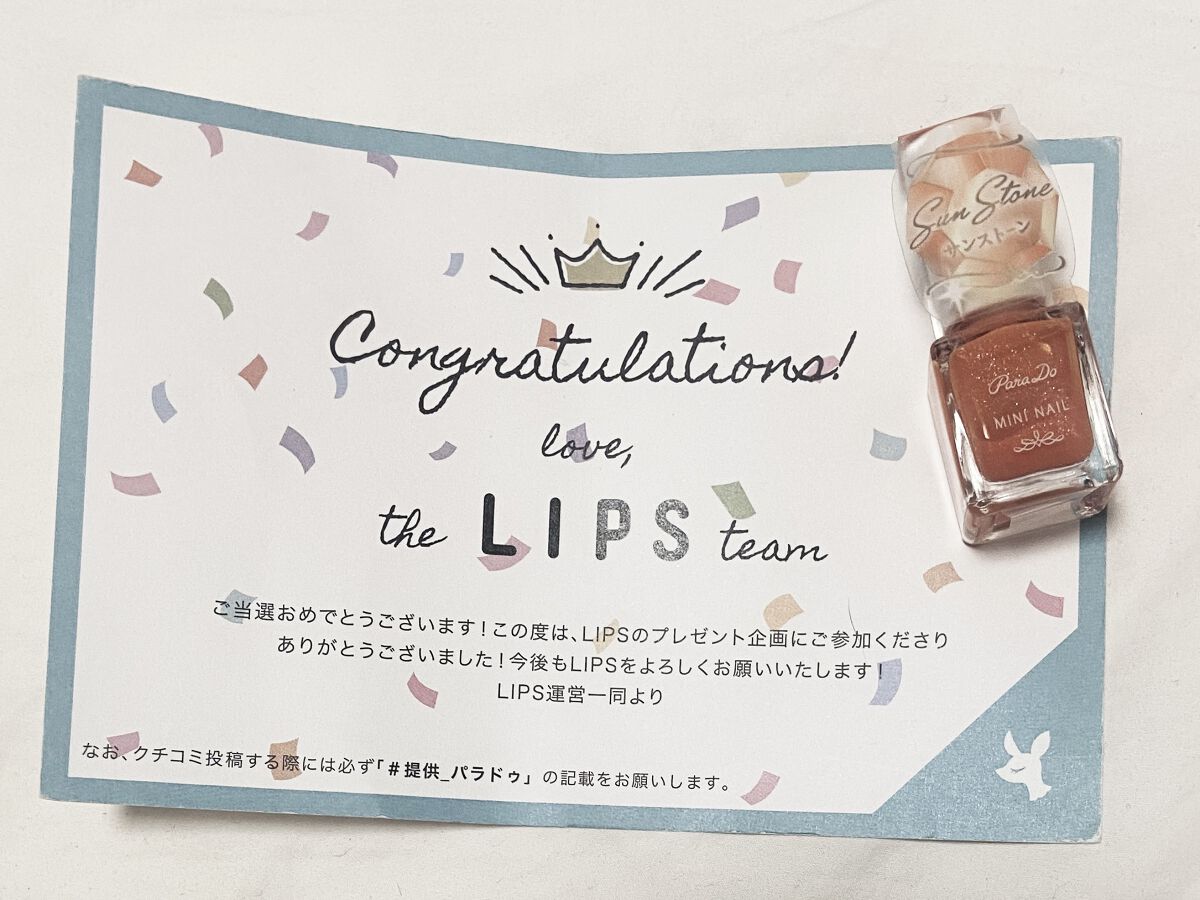 Congratulations!
love,
the LIPS team
ご当選おめでとうございます!この度は、LIPSのプレゼント企画にご参加くださり
ありがとうございました!今後もLIPSをよろしくお願いいたします!
LIPS運営一同より
なお、クチコミ投稿する際には必ず「#提供_パラドゥ」の記載をお願いします。
Sun Stone
サンストーン
ParaDo
MINI NAIL